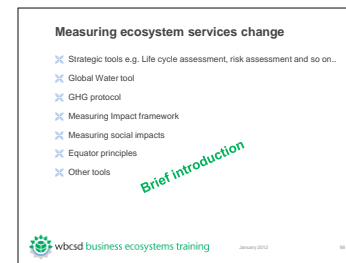 Measuring ecosystem services change
Strategic tools e.g. Life cycle assessment, risk assessment and so on..
Global Water tool
GHG protocol
Measuring Impact framework
Measuring social impacts
Equator principles
Other tools
Brief introduction
wbcsd business ecosystems training
January 2012